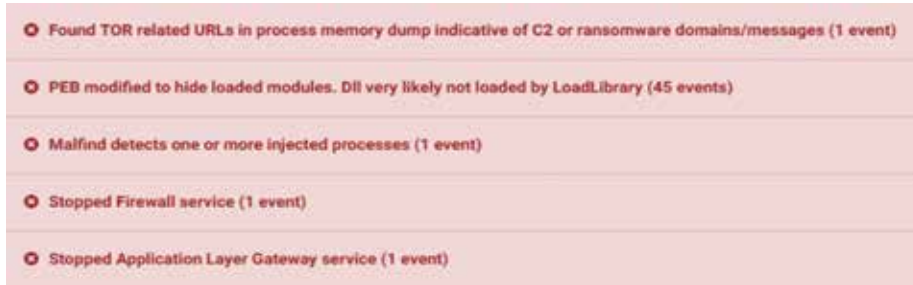 Found TOR related URLs in process memory dump indicative of C2 or ransomware domains/messages (1 event)
PEB modified to hide loaded modules. Dll very likely not loaded by LoadLibrary (45 events)
Malfind detects one or more injected processes (1 event)
Stopped Firewall service (1 event)
Stopped Application Layer Gateway service (1 event)